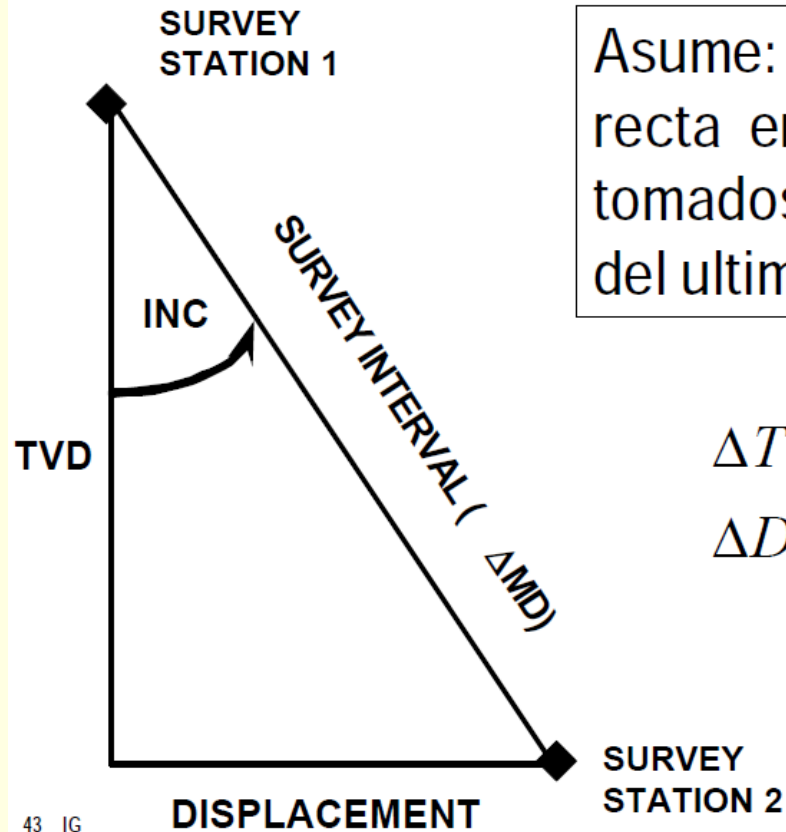 SURVEY
STATION 1
Asume:
recta er
tomados
del ultim
INC
SURVEY INTERVAL ( ΔMD)
TVD
ΔT
ΔD
SURVEY
STATION 2
DISPLACEMENT
43 IG